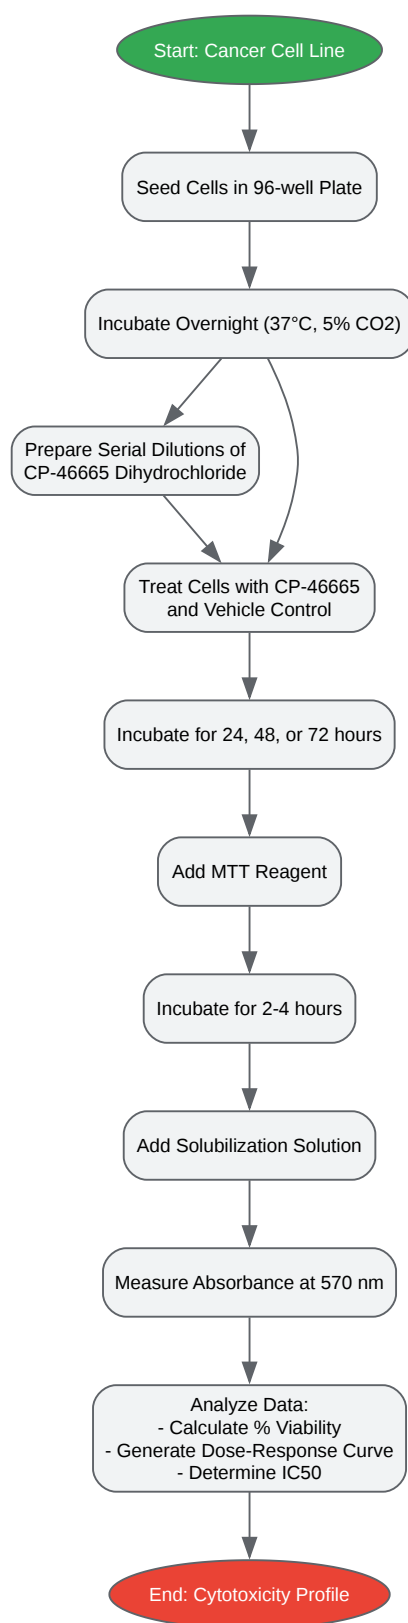 Start: Cancer Cell Line
Seed Cells in 96-well Plate
Incubate Overnight (37°C, 5% CO2)
Prepare Serial Dilutions of
CP-46665 Dihydrochloride
Treat Cells with CP-46665
and Vehicle Control
Incubate for 24, 48, or 72 hours
Add MTT Reagent
Incubate for 2-4 hours
Add Solubilization Solution
Measure Absorbance at 570 nm
Analyze Data:
- Calculate % Viability
- Generate Dose-Response Curve
- Determine IC50
End: Cytotoxicity Profile